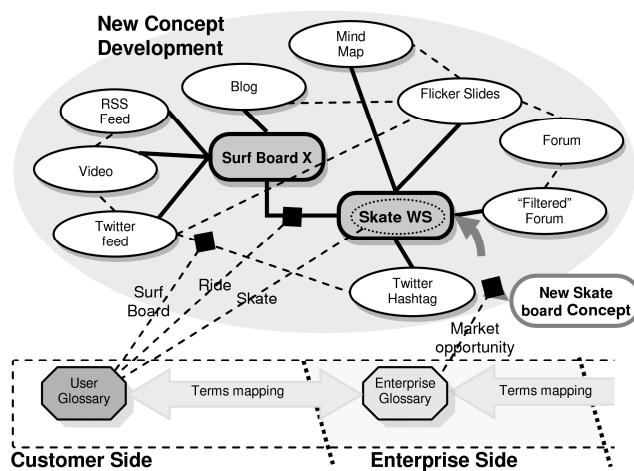 New Concept
Development
Mind
Map
Blog
Flicker Slides
RSS
Feed
Forum
Surf Board X
Video
"Filtered"
Forum
Skate WS
Twitter
feed
Twitter
Hashtag
Surf
Board
Ride
Skate
New Skate
board Concept
Market
opportunity
User
Glossary
Terms mapping
Enterprise
Glossary
Terms mapping
Customer Side
Enterprise Side